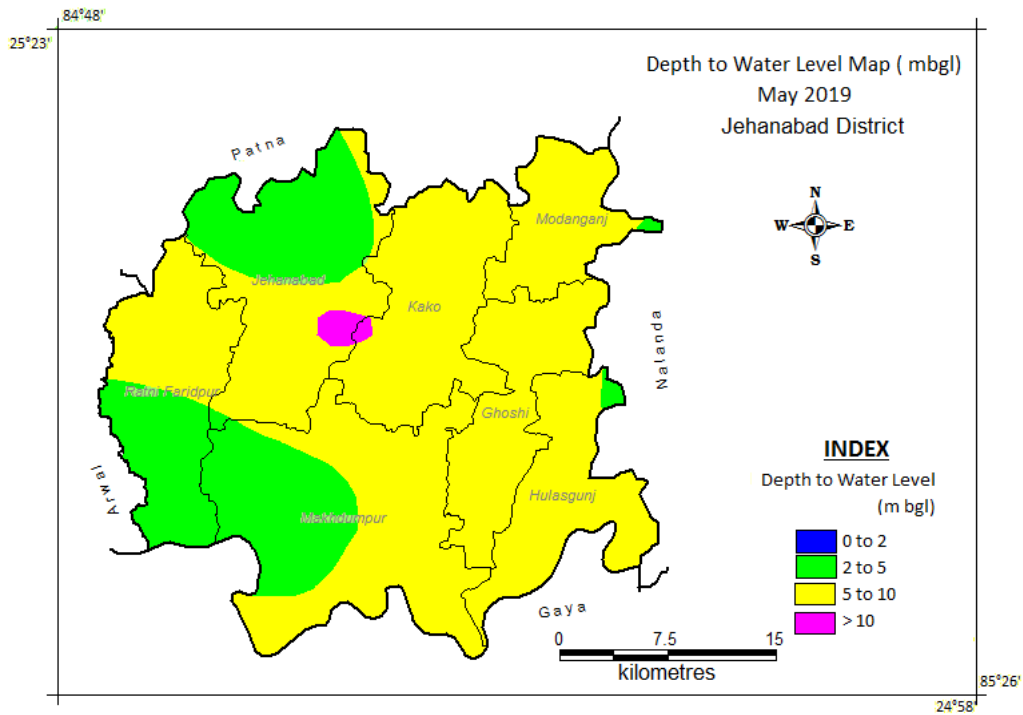 84°48"
25°23"
Depth to Water Level Map ( mbgl)
May 2019
Jehanabad District
Patna
N
W E
S
Modanganj
Jehanabad
Kako
Nalanda
Ratni Faridpur
Ghoshi
Arwal
Hulasgunj
Makhdumpur
INDEX
Depth to Water Level
(m bgl)
0 to 2
2 to 5
5 to 10
> 10
Gaya
0 7.5 15
kilometres
85°26"
24°58'